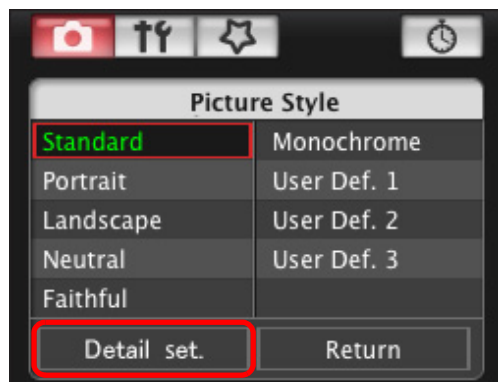 Picture Style
Standard
Monochrome
Portrait
User Def. 1
Landscape
User Def. 2
Neutral
User Def. 3
Faithful
Detail set.
Return